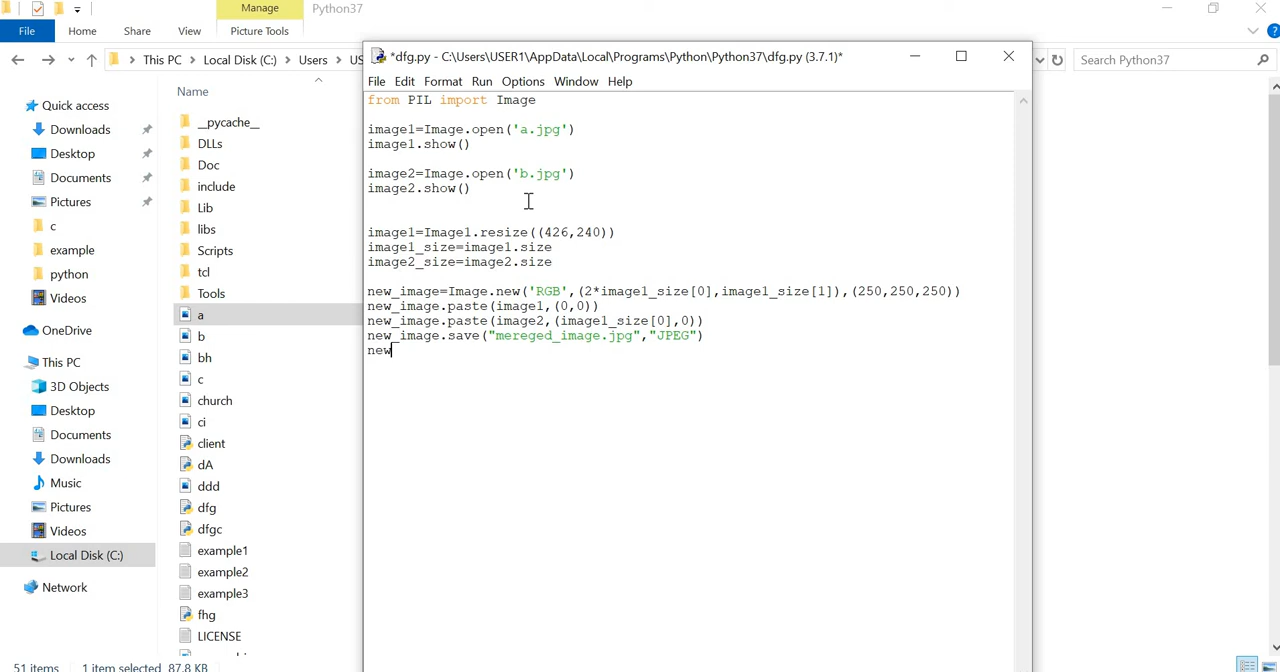 Manage
Python37
File
Home
Share
View
Picture Tools
This PC
Local Disk (C:)
Users
US
Search Python37
Quick access
Downloads
Desktop
Documents
Pictures
c
example
python
Videos
OneDrive
This PC
3D Objects
Desktop
Documents
Downloads
Music
Pictures
Videos
Local Disk (C:)
Network
Name
__pycache__
DLLs
Doc
include
Lib
libs
Scripts
tcl
Tools
a
b
bh
c
church
ci
client
dA
ddd
dfg
dfgc
example1
example2
example3
fhg
LICENSE
51 items 1 item selected 87.8 KB
*dfg.py - C:\Users\USER1\AppData\Local\Programs\Python\Python37\dfg.py (3.7.1)*
File Edit Format Run Options Window Help
from PIL import Image
image1=Image.open('a.jpg')
image1.show()
image2=Image.open('b.jpg')
image2.show()
image1=Image1.resize((426,240))
image1_size=image1.size
image2_size=image2.size
new_image=Image.new('RGB',(2*image1_size[0],image1_size[1]),(250,250,250))
new_image.paste(image1,(0,0))
new_image.paste(image2,(image1_size[0],0))
new_image.save("mereged_image.jpg","JPEG")
new